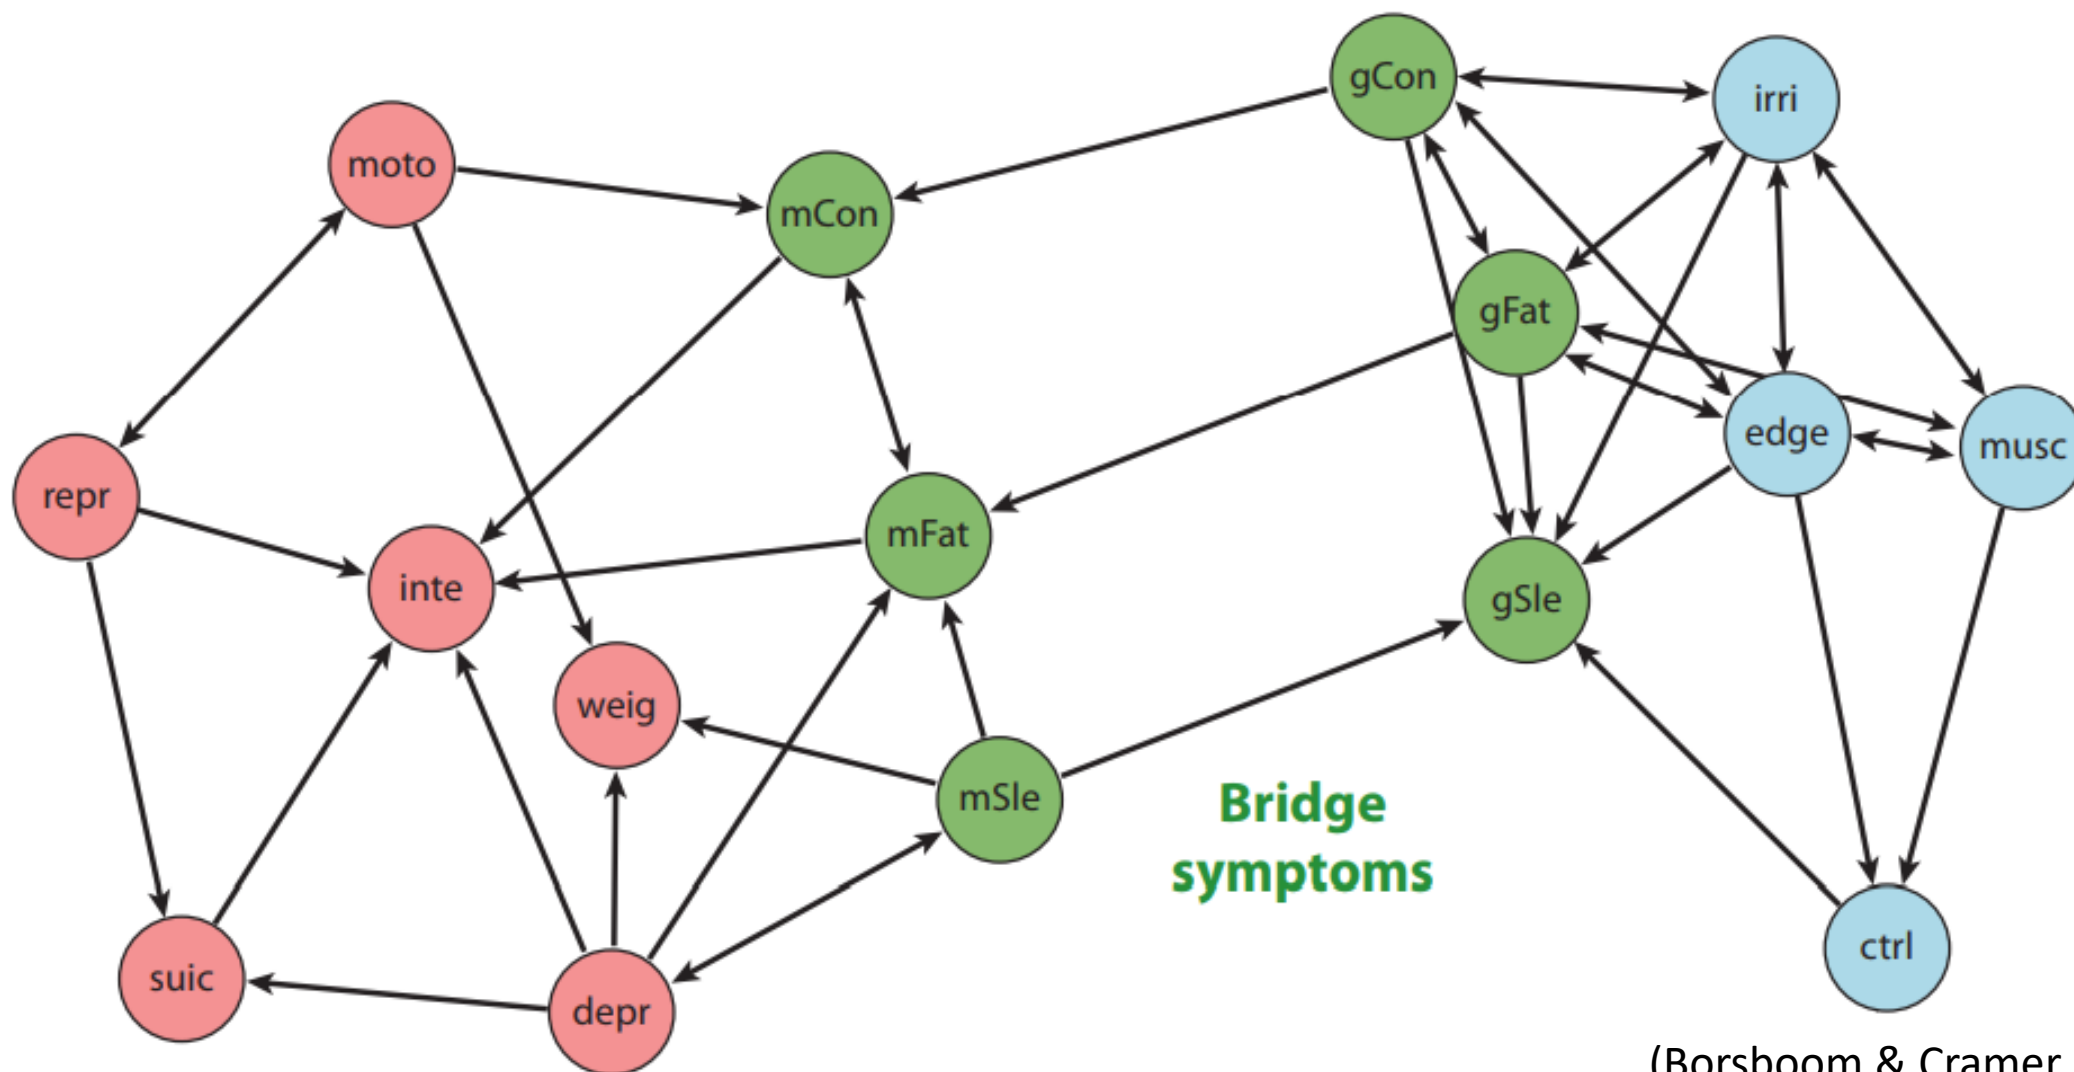 gCon
irri
moto
mCon
gFat
edge
musc
repr
mFat
inte
gSle
weig
mSle
Bridge
symptoms
ctrl
suic
depr
(Borsboom & Cramer